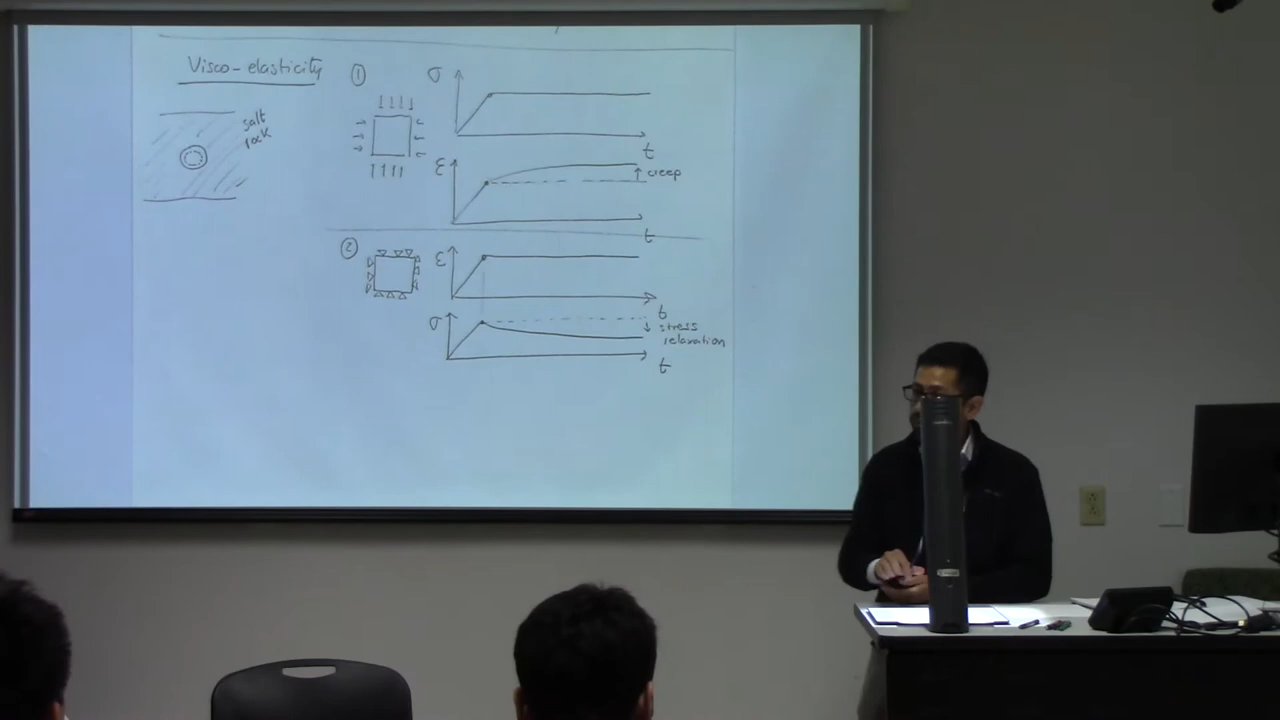 Visco-elasticity
salt
rock
①
σ
t
ε
creep
t
②
ε
t
σ
stress
relaxation
t